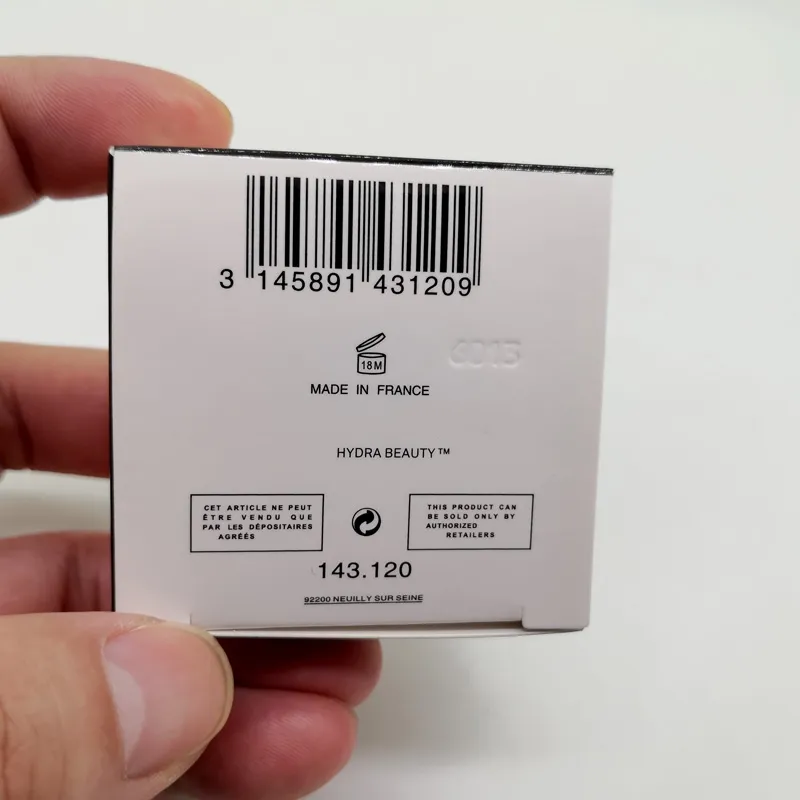 3 145891 431209
18M
6013
MADE IN FRANCE
HYDRA BEAUTY™
CET ARTICLE NE PEUT
ÊTRE VENDU QUE
PAR LES DÉPOSITAIRES
AGRÉÉS
THIS PRODUCT CAN
BE SOLD ONLY BY
AUTHORIZED
RETAILERS
143.120
92200 NEUILLY SUR SEINE